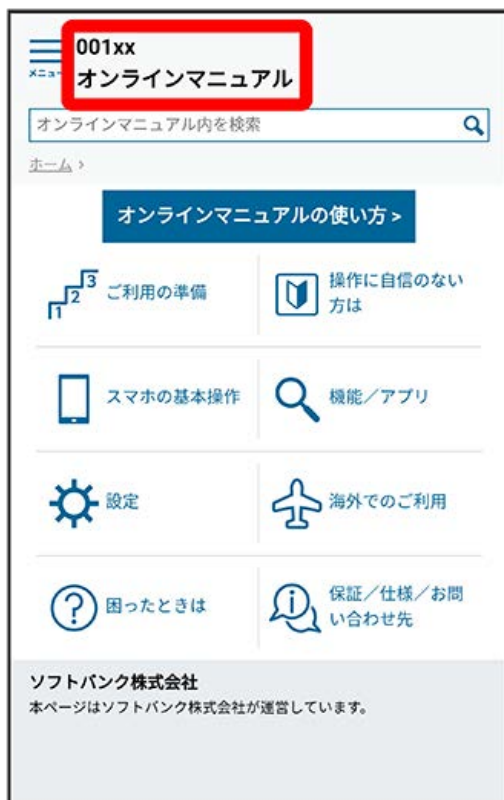 001xx
メニュー
オンラインマニュアル
オンラインマニュアル内を検索
ホーム ›
オンラインマニュアルの使い方 >
1 2 3
ご利用の準備
操作に自信のない
方は
スマホの基本操作
機能／アプリ
設定
海外でのご利用
困ったときは
保証／仕様／お問
い合わせ先
ソフトバンク株式会社
本ページはソフトバンク株式会社が運営しています。